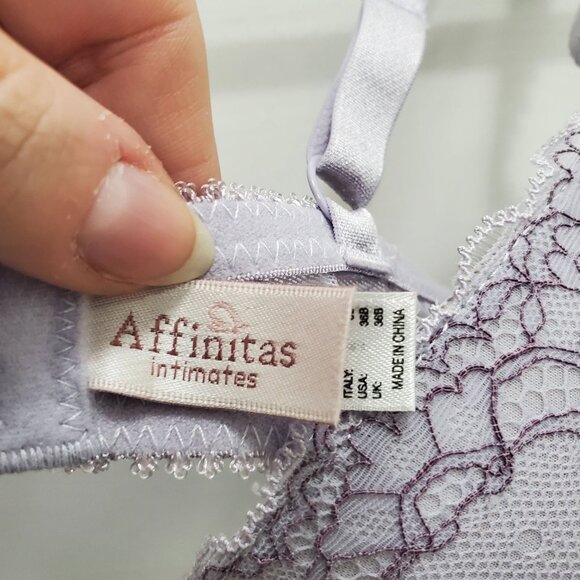 Affinitas
intimates
ITALY:
USA: 36B
UK: 36B
MADE IN CHINA